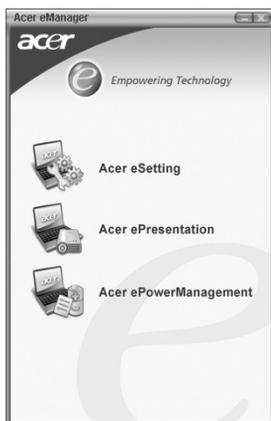 Acer eManager
acer
e Empowering Technology
Acer eSetting
Acer ePresentation
Acer ePowerManagement